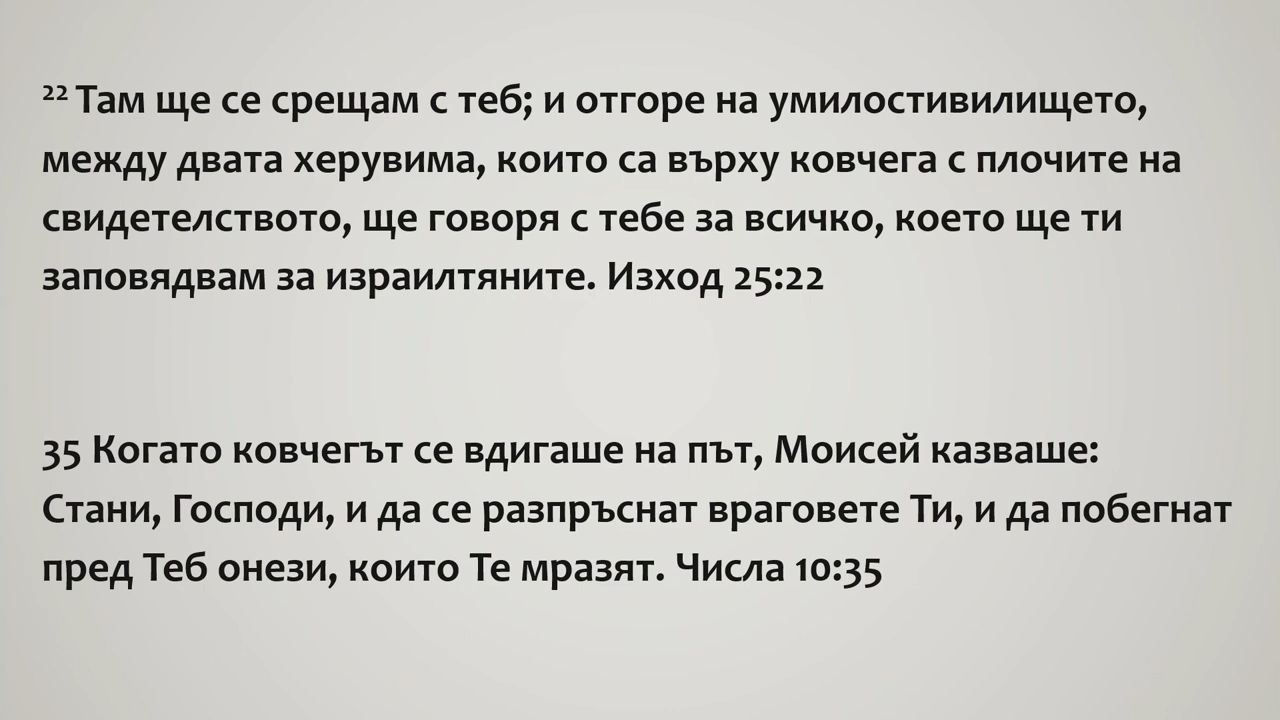 22 Там ще се срещам с теб; и отгоре на умилостивилището,
между двата херувима, които са върху ковчега с плочите на
свидетелството, ще говоря с тебе за всичко, което ще ти
заповядвам за израилтяните. Изход 25:22
35 Когато ковчегът се вдигаше на път, Моисей казваше:
Стани, Господи, и да се разпръснат враговете Ти, и да побегнат
пред Теб онези, които Те мразят. Числа 10:35